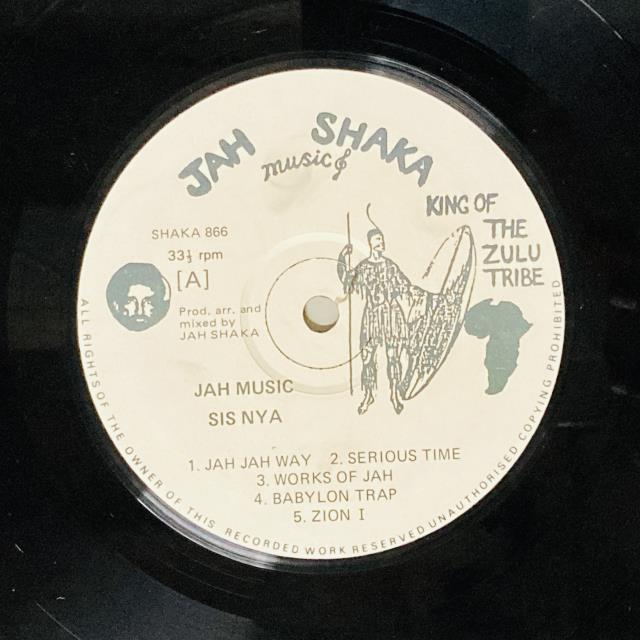 JAH SHAKA
music
KING OF
THE
ZULU
TRIBE
SHAKA 866
33⅓ rpm
[A]
Prod. arr. and
mixed by
JAH SHAKA
JAH MUSIC
SIS NYA
1. JAH JAH WAY 2. SERIOUS TIME
3. WORKS OF JAH
4. BABYLON TRAP
5. ZION I
ALL RIGHTS OF THE OWNER OF THIS RECORDED WORK RESERVED UNAUTHORISED COPYING PROHIBITED